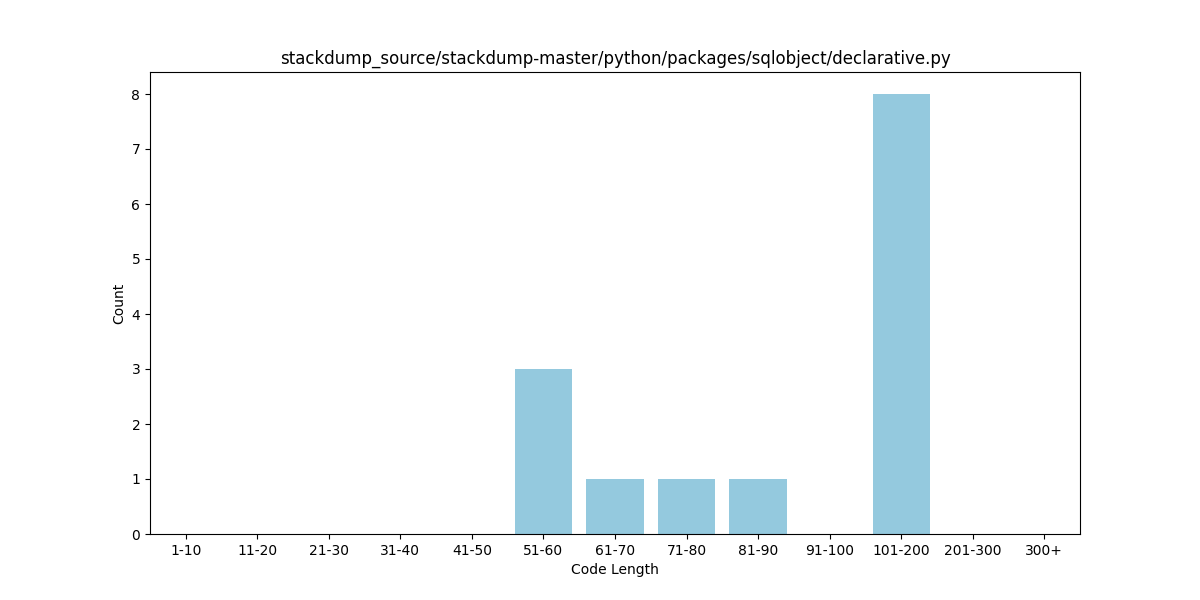 stackdump_source/stackdump-master/python/packages/sqlobject/declarative.py
8
7
6
5
4
3
2
1
0
Count
1-10 11-20 21-30 31-40 41-50 51-60 61-70 71-80 81-90 91-100 101-200 201-300 300+
Code Length